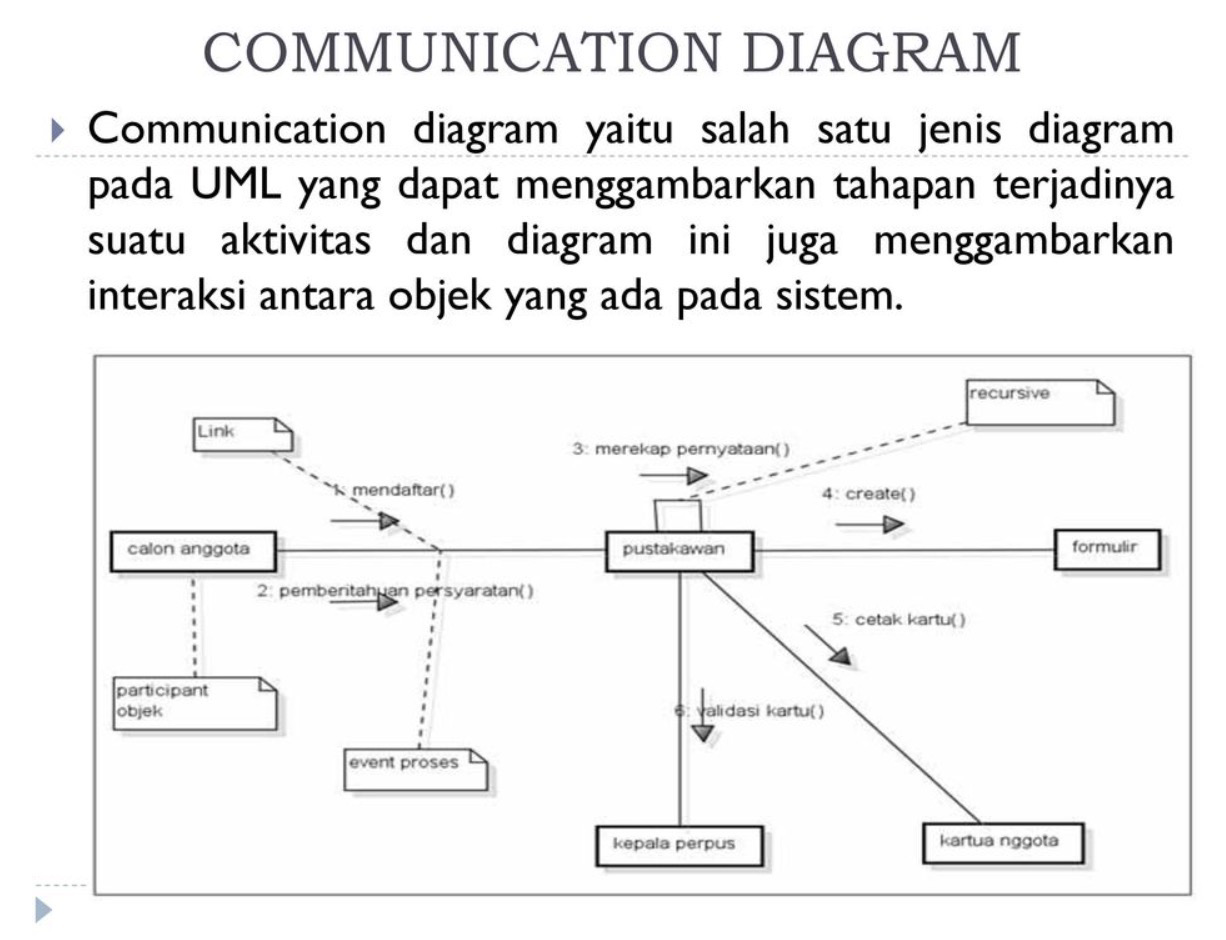 COMMUNICATION DIAGRAM
Communication diagram yaitu salah satu jenis diagram
pada UML yang dapat menggambarkan tahapan terjadinya
suatu aktivitas dan diagram ini juga menggambarkan
interaksi antara objek yang ada pada sistem.
recursive
Link
3: merekap pernyataan()
1: mendaftar()
4: create()
calon anggota
pustakawan
formulir
2: pemberitahuan persyaratan()
5: cetak kartu()
participant
objek
6: validasi kartu()
event proses
kepala perpus
kartua nggota